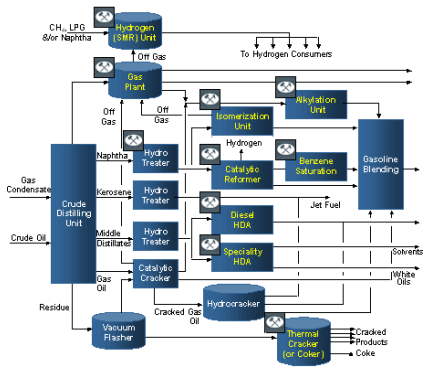 CH₄, LPG
&/or Naphtha
Hydrogen
(SMR) Unit
To Hydrogen Consumers
Off Gas
Gas
Plant
Off
Gas
Off
Gas
Isomerization
Unit
Alkylation
Unit
Hydrogen
Naphtha
Hydro
Treater
Catalytic
Reformer
Benzene
Saturation
Gasoline
Blending
Gas
Condensate
Crude
Distilling
Unit
Kerosene
Hydro
Treater
Jet Fuel
Crude Oil
Middle
Distillates
Hydro
Treater
Diesel
HDA
Speciality
HDA
Solvents
Gas
Oil
Catalytic
Cracker
White
Oils
Residue
Cracked Gas
Oil
Hydrocracker
Vacuum
Flasher
Thermal
Cracker
(or Coker)
Cracked
Products
Coke